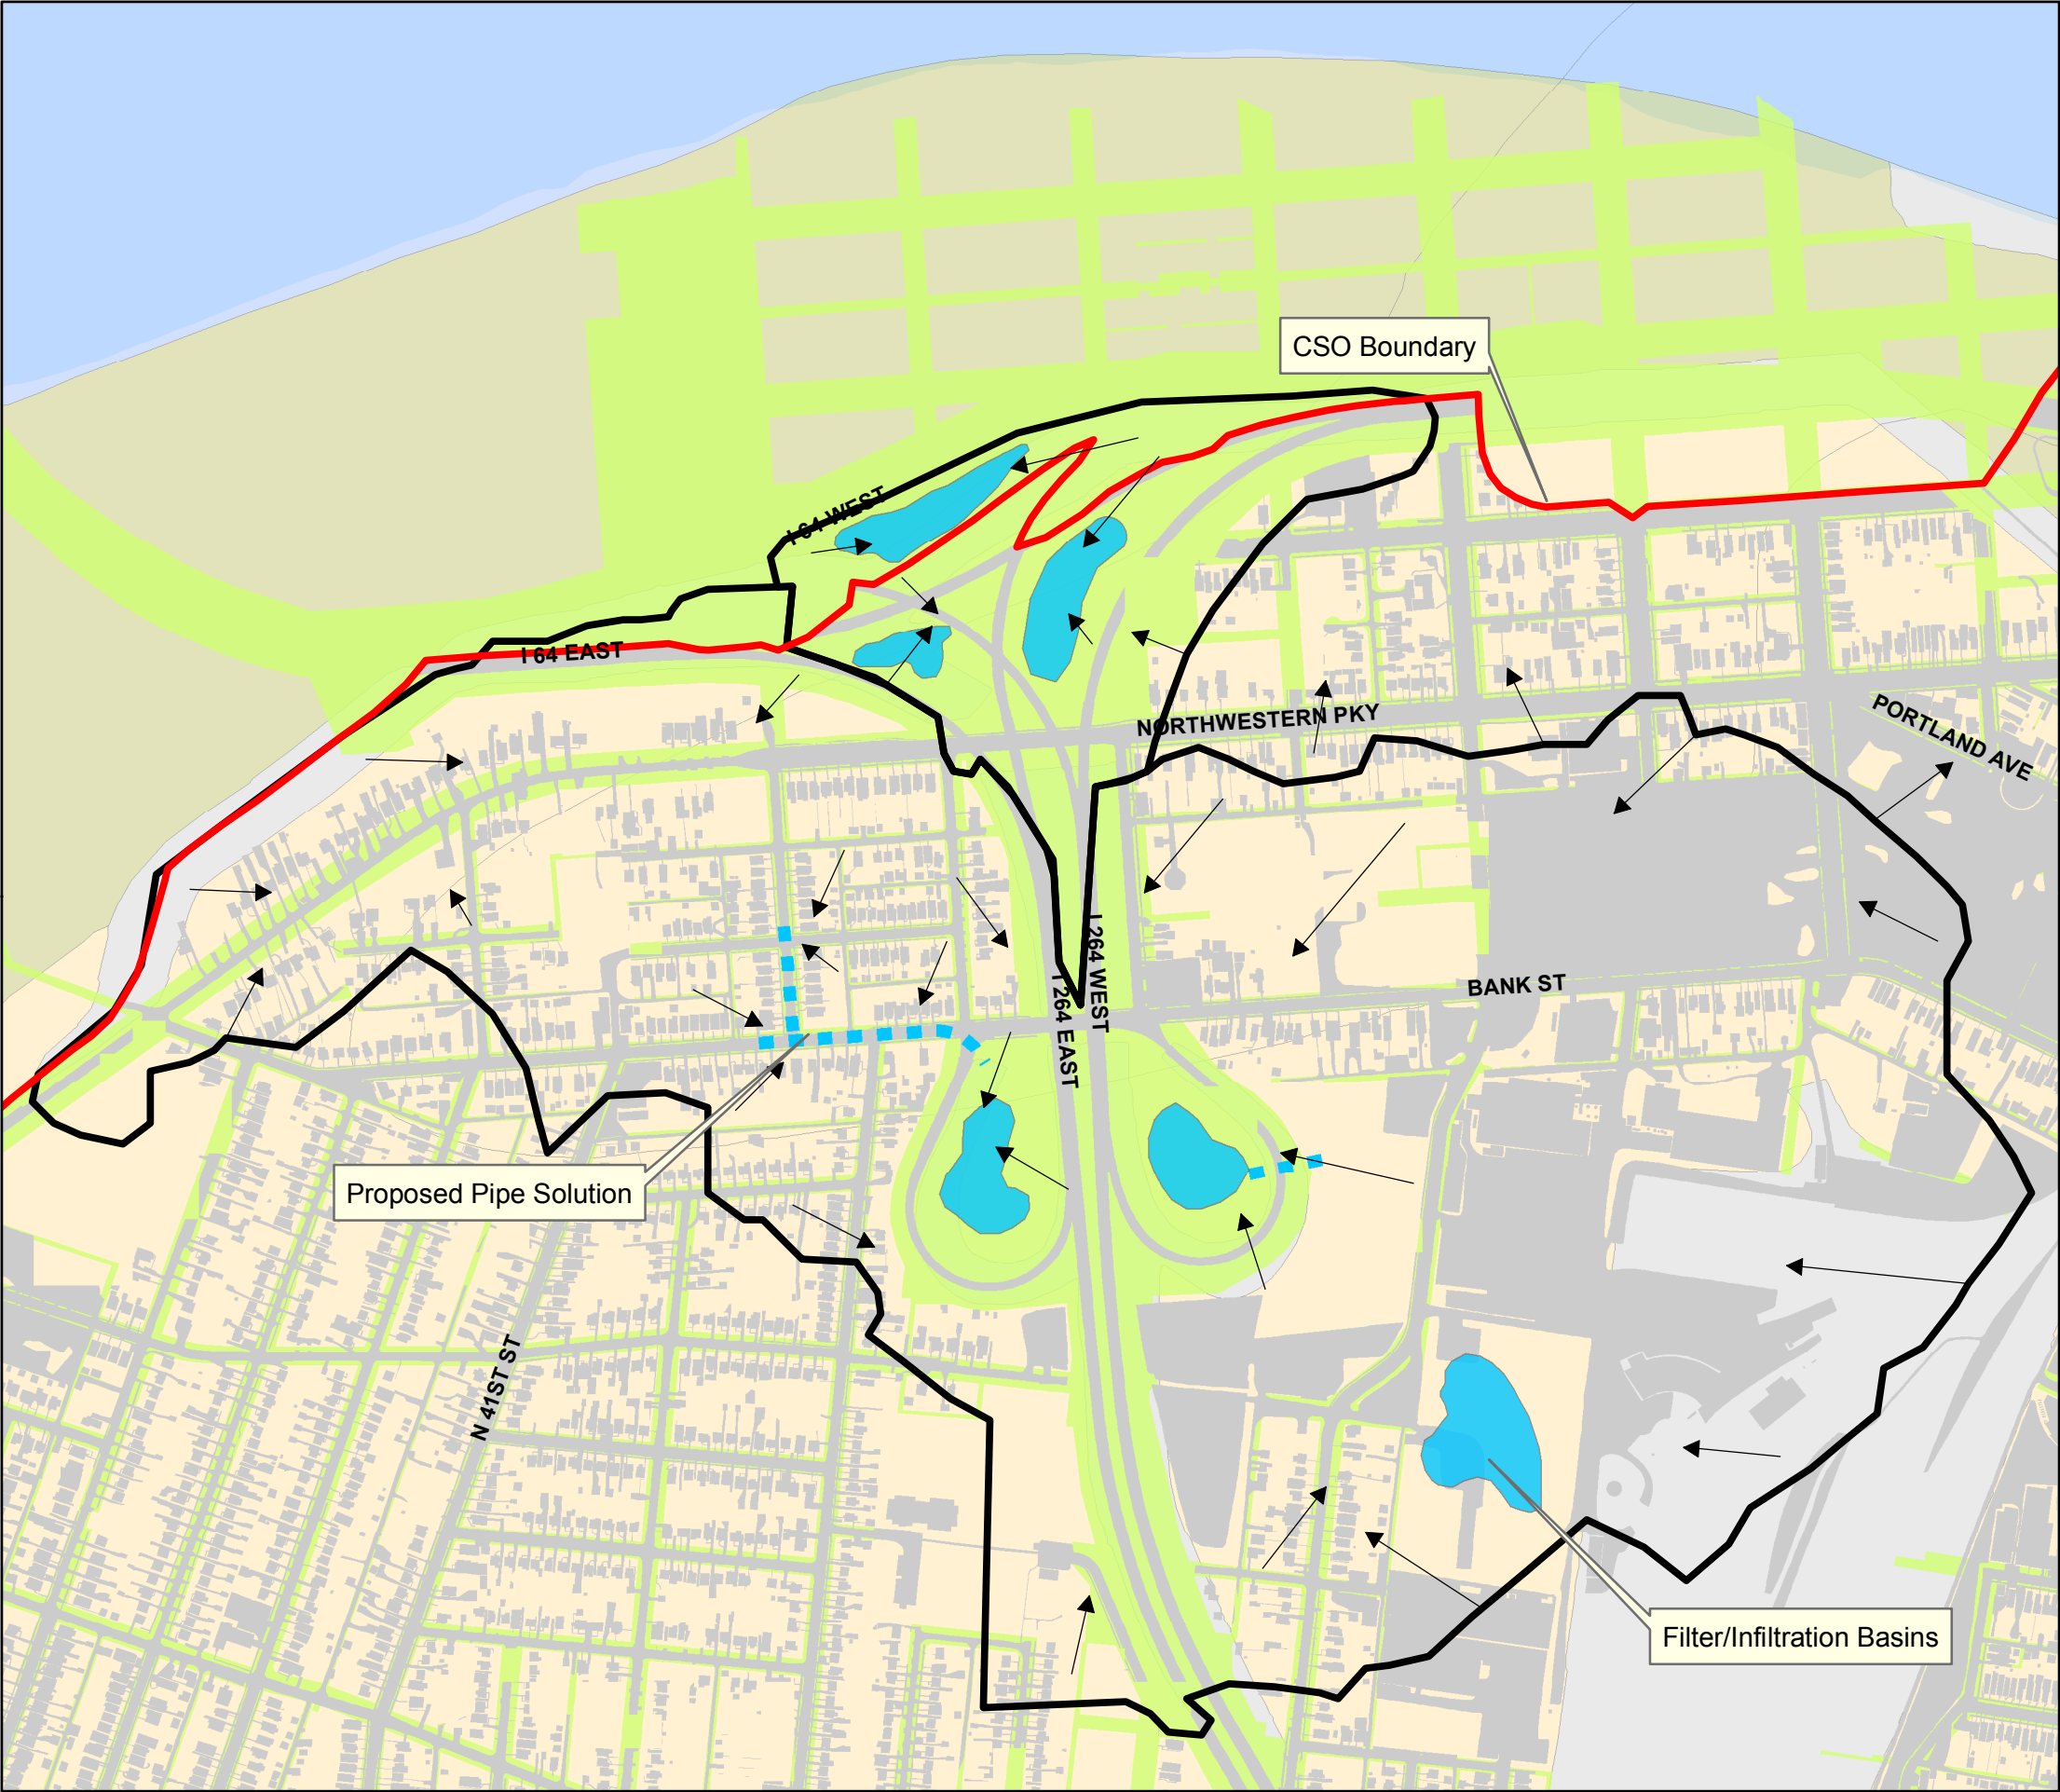 CSO Boundary
I 64 WEST
I 64 EAST
NORTHWESTERN PKY
PORTLAND AVE
I 264 WEST
I 264 EAST
BANK ST
Proposed Pipe Solution
N 41ST ST
Filter/Infiltration Basins